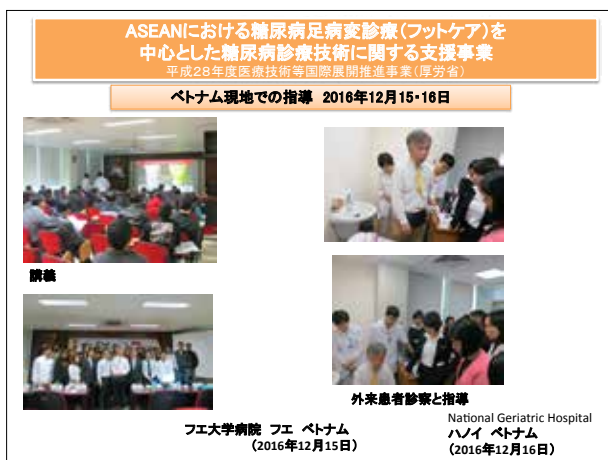 ASEANにおける糖尿病足病変診療(フットケア)を
中心とした糖尿病診療技術に関する支援事業
平成28年度医療技術等国際展開推進事業(厚労省)
ベトナム現地での指導 2016年12月15・16日
講義
外来患者診察と指導
フエ大学病院 フエ ベトナム
(2016年12月15日)
National Geriatric Hospital
ハノイ ベトナム
(2016年12月16日)